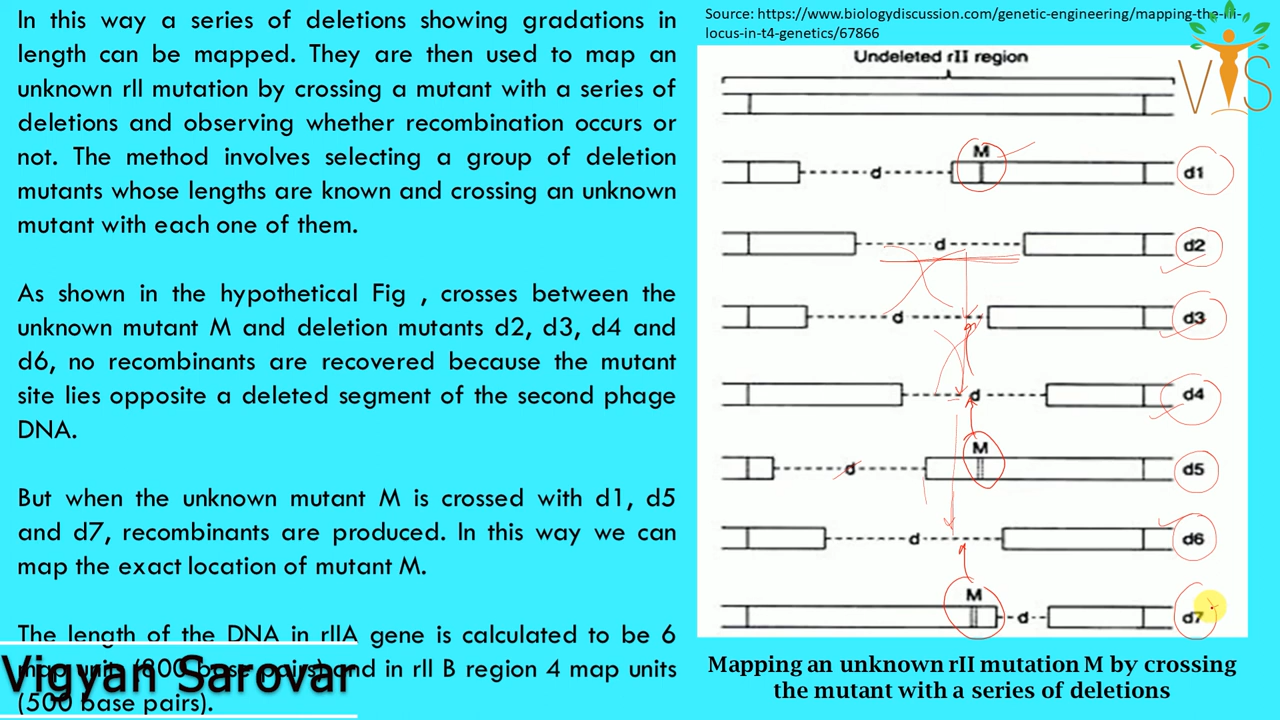 In this way a series of deletions showing gradations in
length can be mapped. They are then used to map an
unknown rll mutation by crossing a mutant with a series of
deletions and observing whether recombination occurs or
not. The method involves selecting a group of deletion
mutants whose lengths are known and crossing an unknown
mutant with each one of them.
As shown in the hypothetical Fig , crosses between the
unknown mutant M and deletion mutants d2, d3, d4 and
d6, no recombinants are recovered because the mutant
site lies opposite a deleted segment of the second phage
DNA.
But when the unknown mutant M is crossed with d1, d5
and d7, recombinants are produced. In this way we can
map the exact location of mutant M.
The length of the DNA in rllA gene is calculated to be 6
map units (800 base pairs) and in rll B region 4 map units
(500 base pairs).
Vigyan Sarovar
Source: https://www.biologydiscussion.com/genetic-engineering/mapping-the-rii-
locus-in-t4-genetics/67866
V S
Undeleted rII region
M
d d1
d d2
d d3
d d4
M
d d5
d d6
M
d d7
Mapping an unknown rII mutation M by crossing
the mutant with a series of deletions